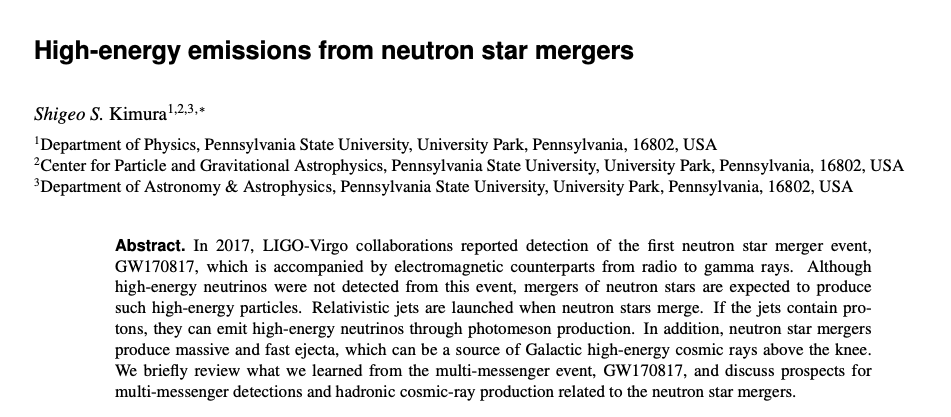 High-energy emissions from neutron star mergers
Shigeo S. Kimura1,2,3,*
1Department of Physics, Pennsylvania State University, University Park, Pennsylvania, 16802, USA
2Center for Particle and Gravitational Astrophysics, Pennsylvania State University, University Park, Pennsylvania, 16802, USA
3Department of Astronomy & Astrophysics, Pennsylvania State University, University Park, Pennsylvania, 16802, USA
Abstract. In 2017, LIGO-Virgo collaborations reported detection of the first neutron star merger event,
GW170817, which is accompanied by electromagnetic counterparts from radio to gamma rays. Although
high-energy neutrinos were not detected from this event, mergers of neutron stars are expected to produce
such high-energy particles. Relativistic jets are launched when neutron stars merge. If the jets contain pro-
tons, they can emit high-energy neutrinos through photomeson production. In addition, neutron star mergers
produce massive and fast ejecta, which can be a source of Galactic high-energy cosmic rays above the knee.
We briefly review what we learned from the multi-messenger event, GW170817, and discuss prospects for
multi-messenger detections and hadronic cosmic-ray production related to the neutron star mergers.